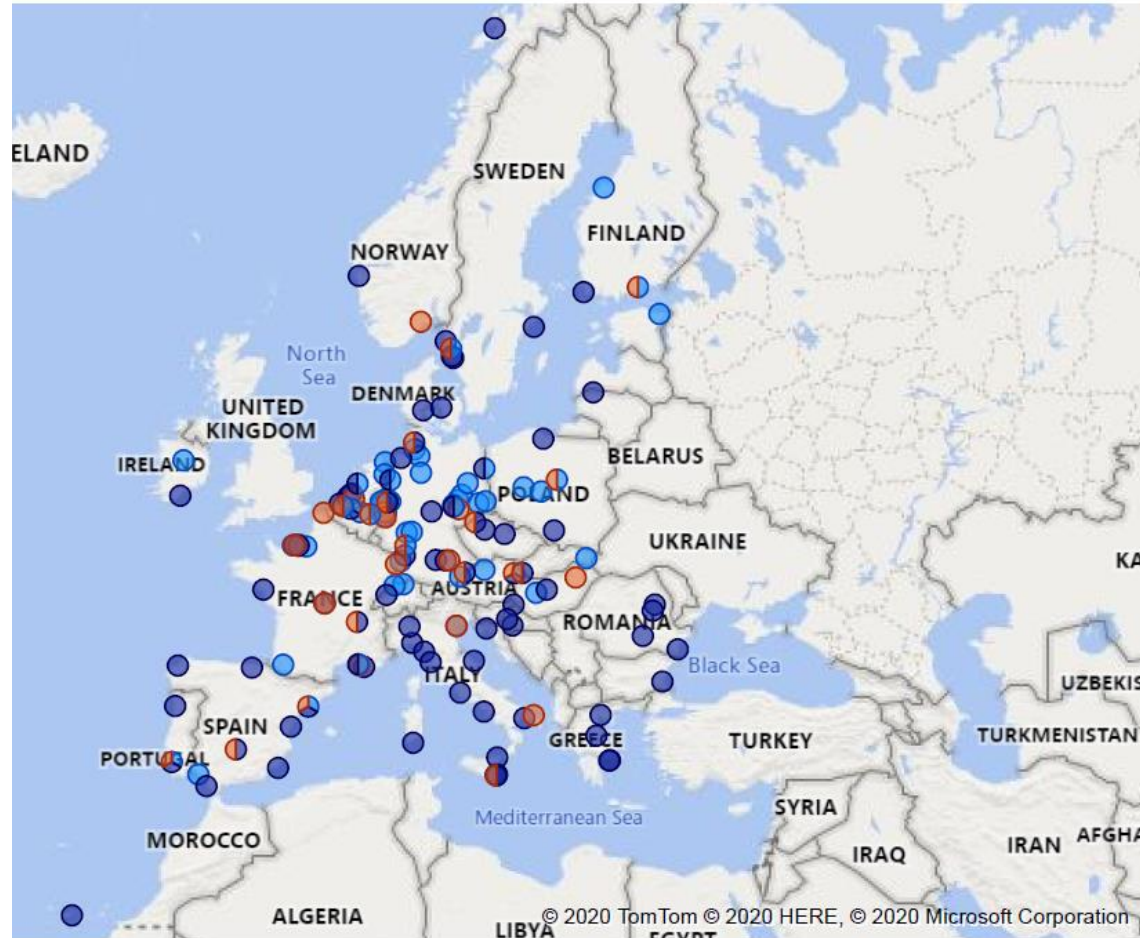 ELAND
SWEDEN
FINLAND
NORWAY
North
Sea
DENMARK
UNITED
KINGDOM
IRELAND
BELARUS
POLAND
UKRAINE
KA
FRANCE
AUSTRIA
ROMANIA
Black Sea
ITALY
UZBEKIS
SPAIN
GREECE
TURKEY
TURKMENISTAN
PORTUGAL
SYRIA
Mediterranean Sea
MOROCCO
IRAQ
IRAN
AFGHA
ALGERIA
LIBYA
EGYPT
© 2020 TomTom © 2020 HERE, © 2020 Microsoft Corporation